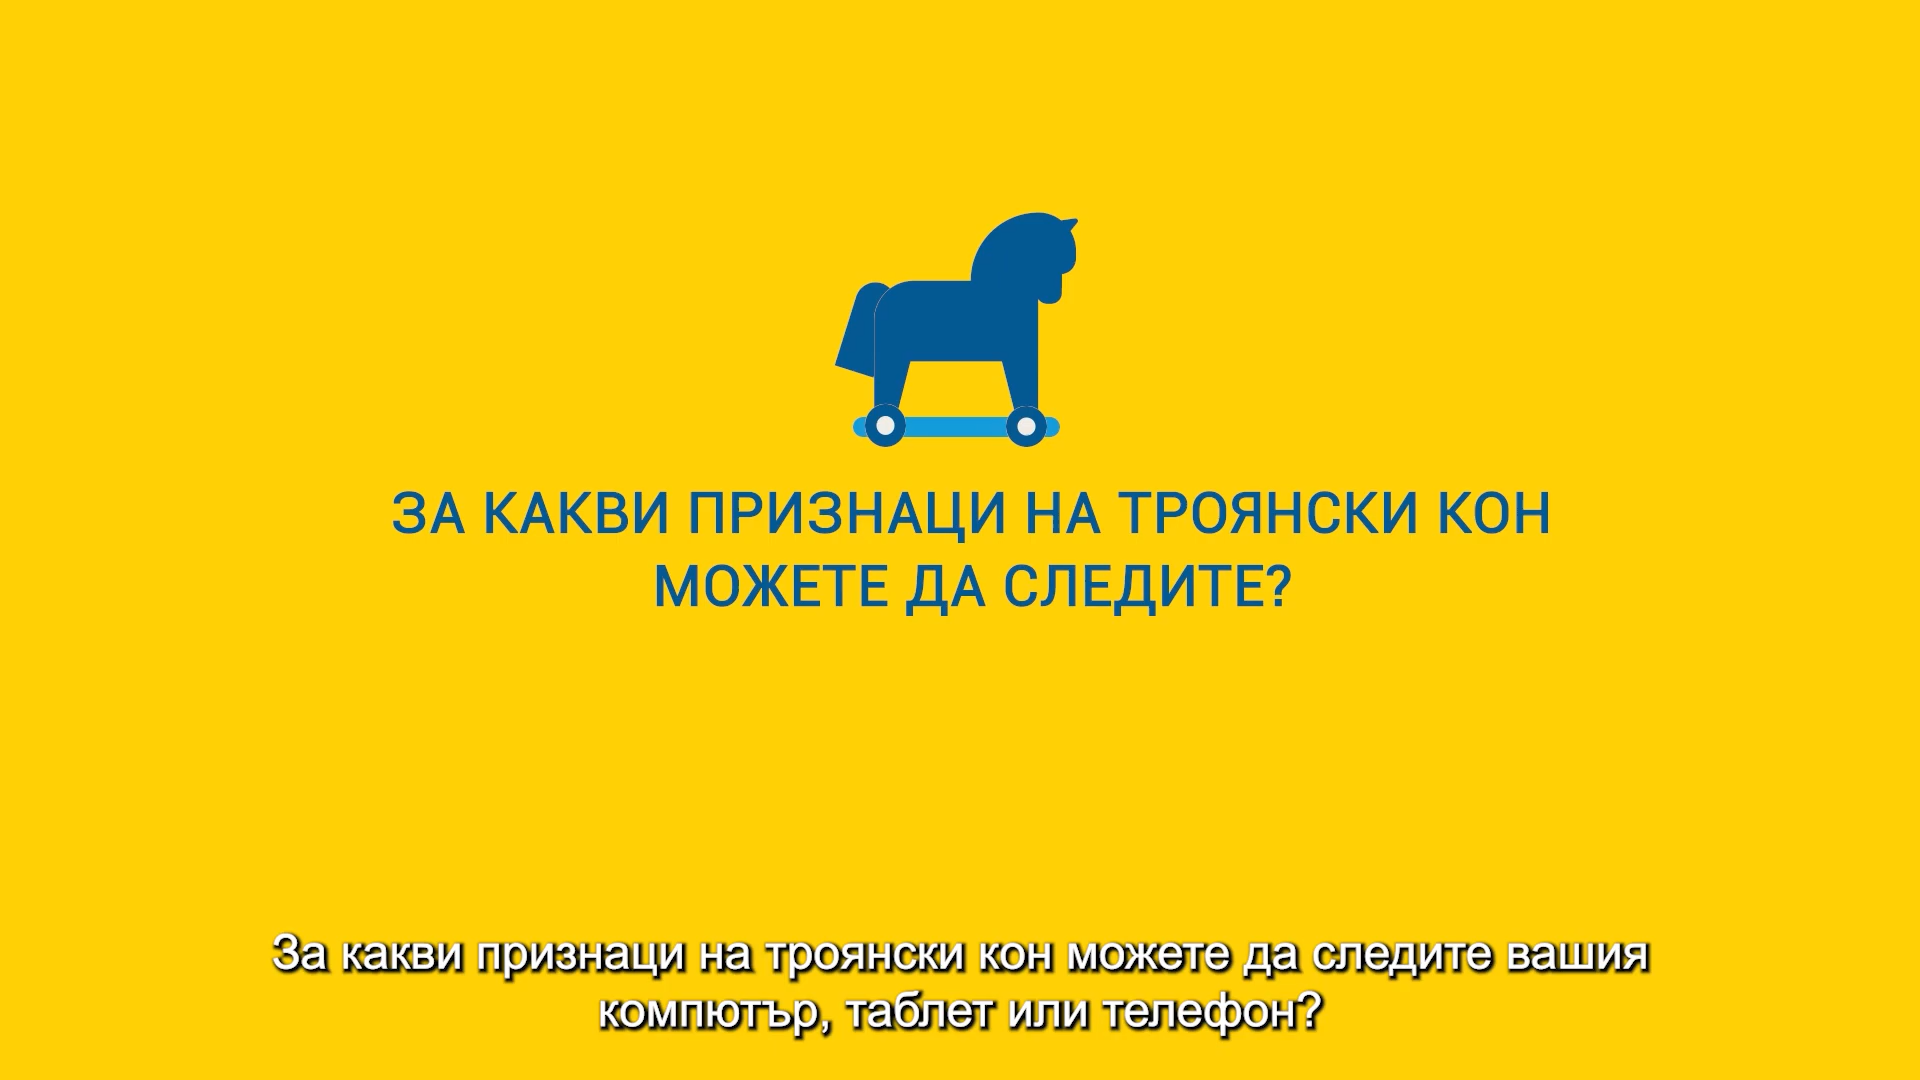 ЗА КАКВИ ПРИЗНАЦИ НА ТРОЯНСКИ КОН
МОЖЕТЕ ДА СЛЕДИТЕ?
За какви признаци на троянски кон можете да следите вашия
компютър, таблет или телефон?